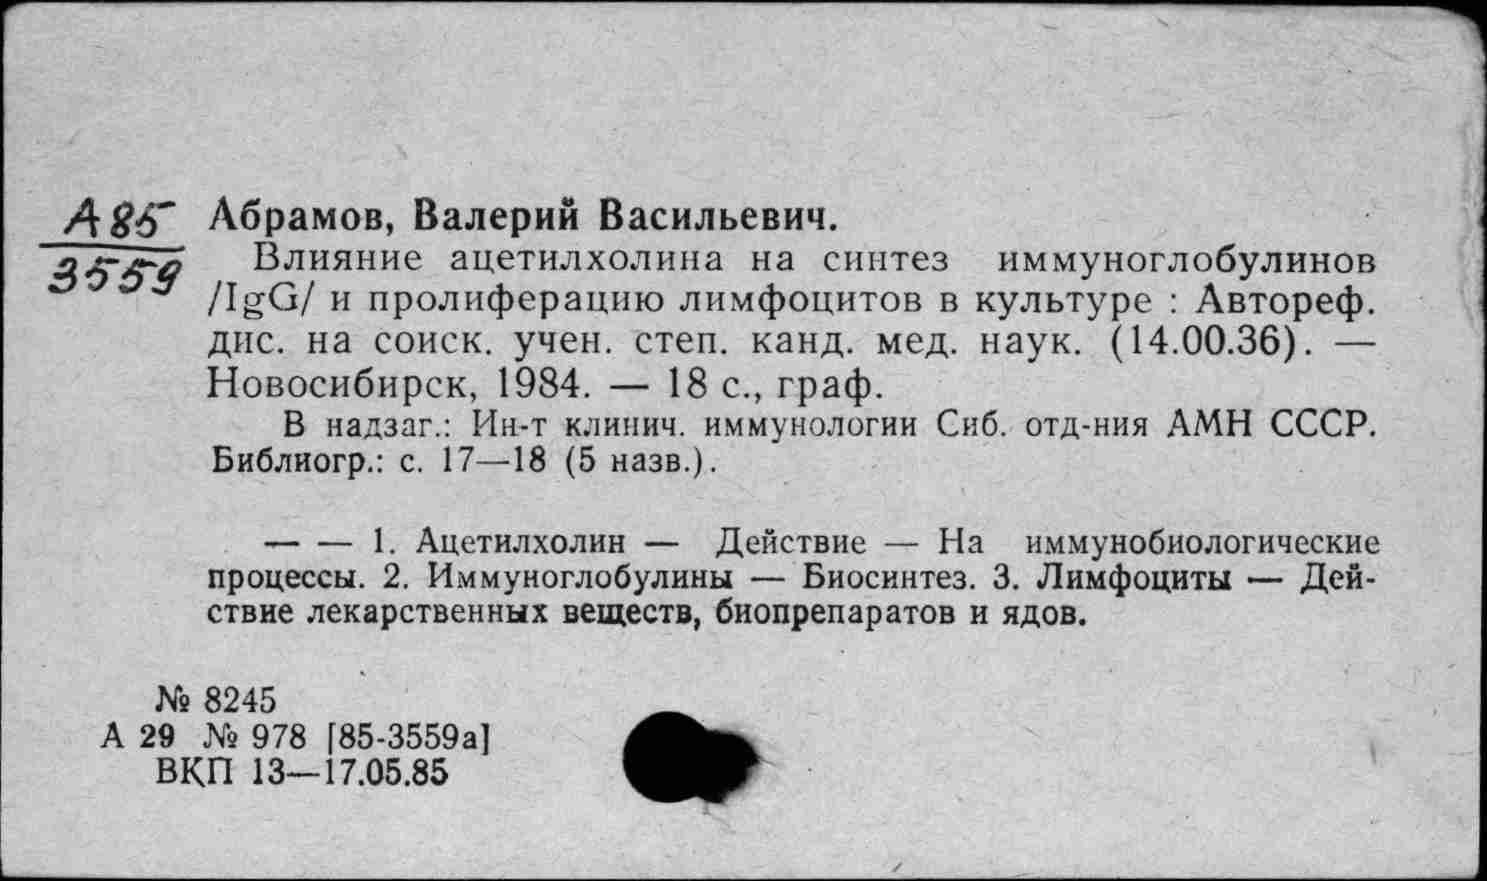 А85
3559
Абрамов, Валерий Васильевич.
Влияние ацетилхолина на синтез иммуноглобулинов
/IgG/ и пролиферацию лимфоцитов в культуре : Автореф.
дис. на соиск. учен. степ. канд. мед. наук. (14.00.36). —
Новосибирск, 1984. — 18 с., граф.
В надзаг.: Ин-т клинич. иммунологии Сиб. отд-ния АМН СССР.
Библиогр.: с. 17—18 (5 назв.).
— — 1. Ацетилхолин — Действие — На иммунобиологические
процессы. 2. Иммуноглобулины — Биосинтез. 3. Лимфоциты — Дей-
ствие лекарственных веществ, биопрепаратов и ядов.
№ 8245
А 29 № 978 [85-3559а]
ВКП 13—17.05.85